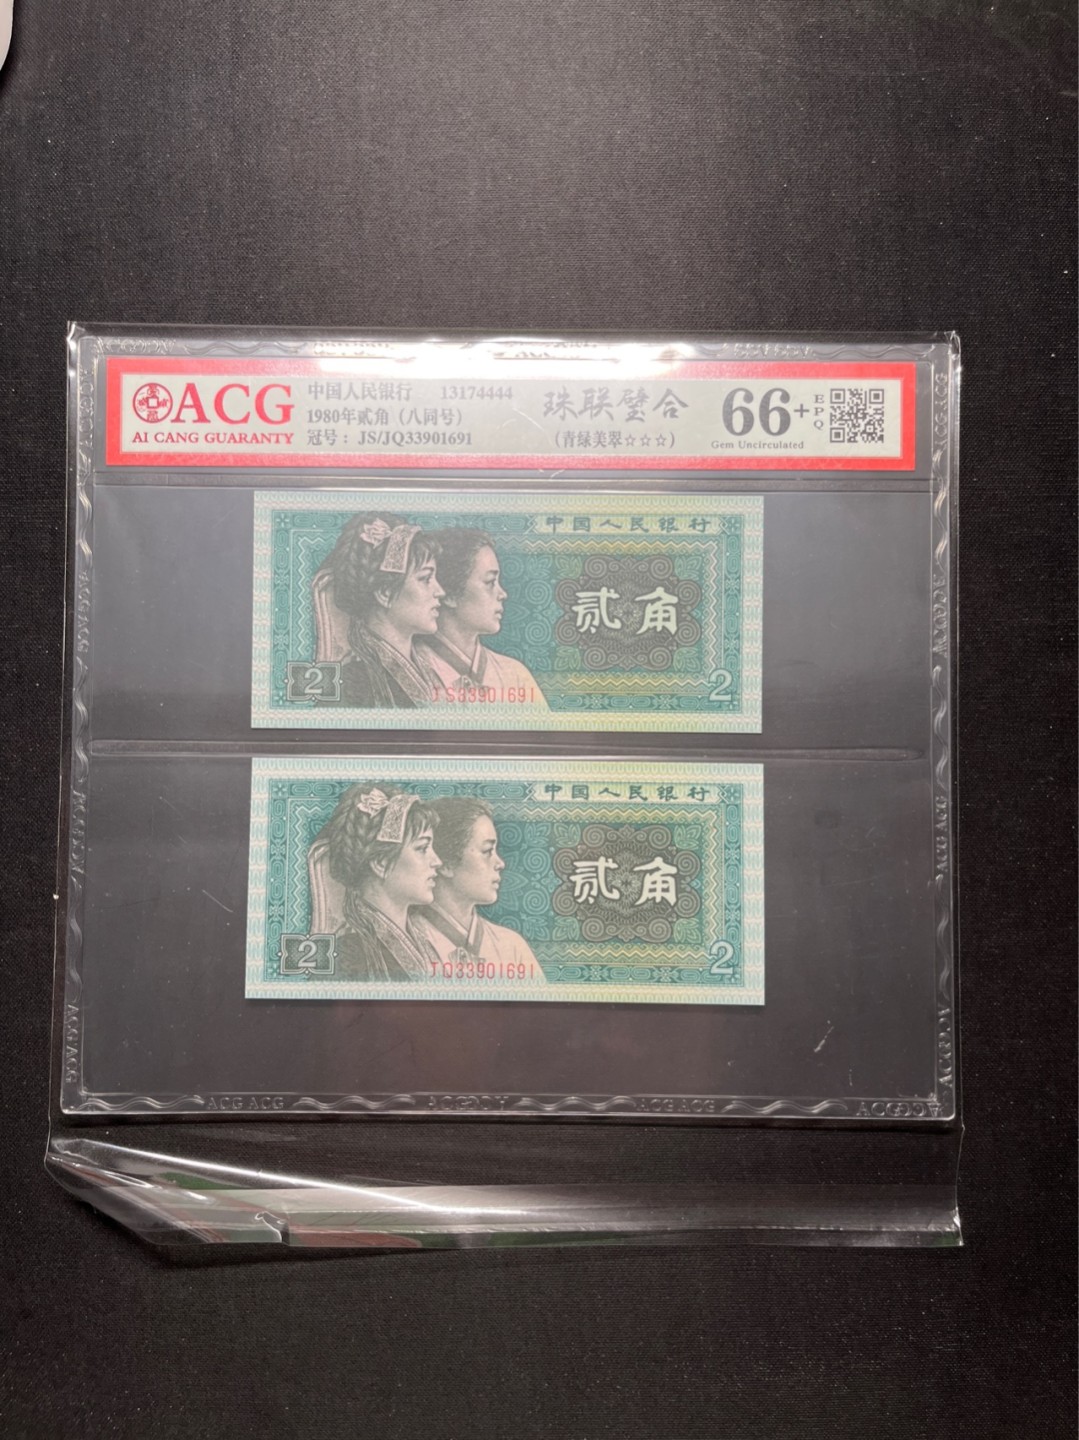 ACG
AI CANG GUARANTY
中国人民银行 13174444
1980年贰角（八同号）
冠号：JS/JQ33901691
珠联璧合
（青绿美翠☆☆☆）
66+
EPQ
Gem Uncirculated
中国人民银行
贰角
2
2
JS33901691
中国人民银行
贰角
2
2
JQ33901691
ACG ACG